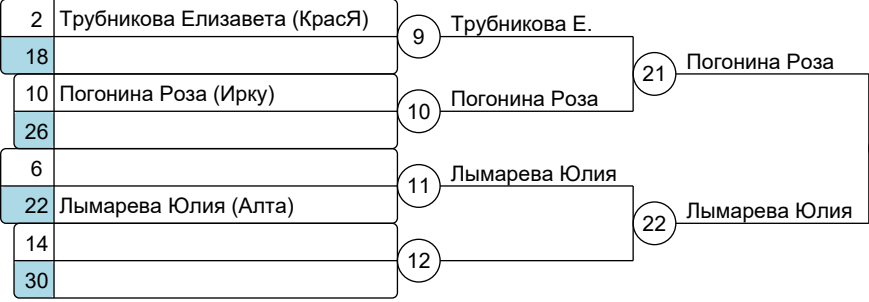 2 Трубникова Елизавета (КрасЯ)
9 Трубникова Е.
18
21 Погонина Роза
10 Погонина Роза (Ирку)
10 Погонина Роза
26
6
11 Лымарева Юлия
22 Лымарева Юлия (Алта)
22 Лымарева Юлия
14
12
30